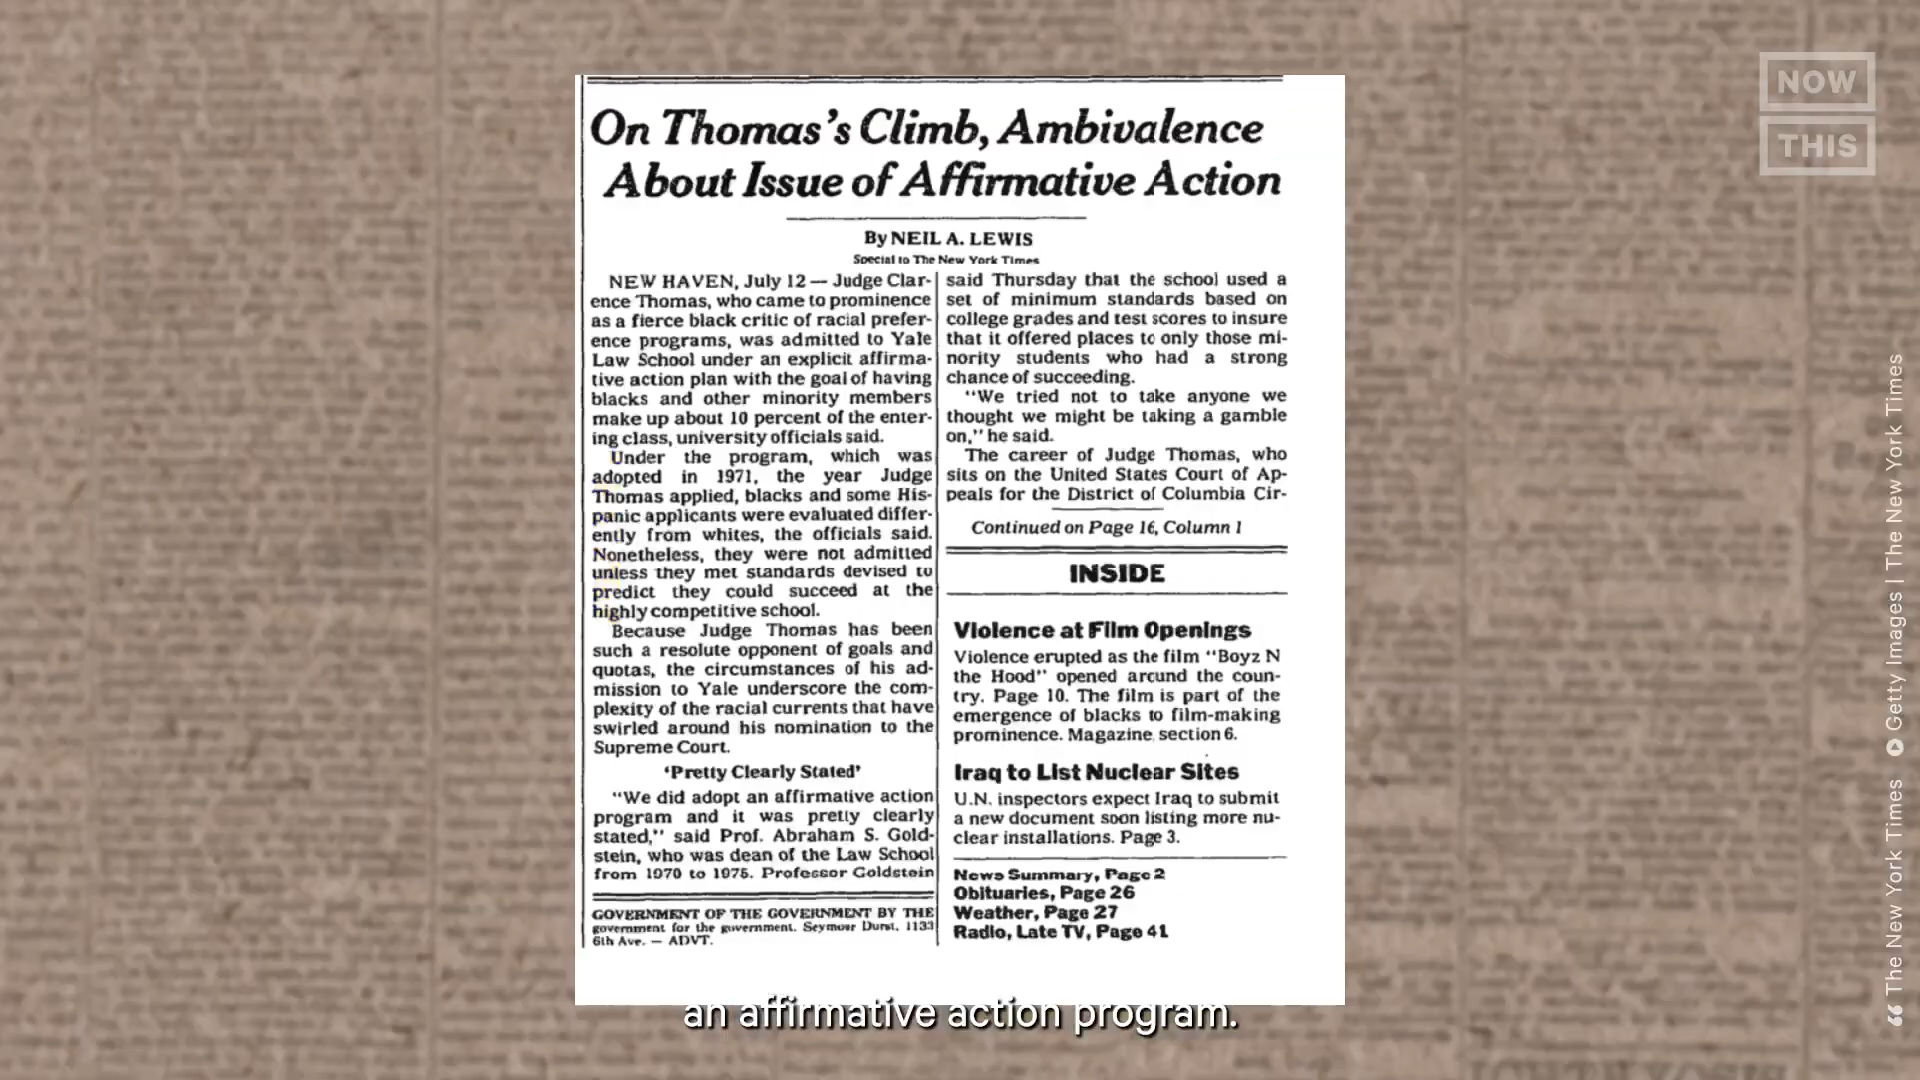 On Thomas's Climb, Ambivalence
About Issue of Affirmative Action
By NEIL A. LEWIS
Special to The New York Times
NEW HAVEN, July 12 — Judge Clar-
ence Thomas, who came to prominence
as a fierce black critic of racial prefer-
ence programs, was admitted to Yale
Law School under an explicit affirma-
tive action plan with the goal of having
blacks and other minority members
make up about 10 percent of the enter-
ing class, university officials said.
Under the program, which was
adopted in 1971, the year Judge
Thomas applied, blacks and some His-
panic applicants were evaluated differ-
ently from whites, the officials said.
Nonetheless, they were not admitted
unless they met standards devised to
predict they could succeed at the
highly competitive school.
Because Judge Thomas has been
such a resolute opponent of goals and
quotas, the circumstances of his ad-
mission to Yale underscore the com-
plexity of the racial currents that have
swirled around his nomination to the
Supreme Court.
'Pretty Clearly Stated'
"We did adopt an affirmative action
program and it was pretty clearly
stated," said Prof. Abraham S. Gold-
stein, who was dean of the Law School
from 1970 to 1975. Professor Goldstein
GOVERNMENT OF THE GOVERNMENT BY THE
government for the government. Seymour Durst, 1133
6th Ave. — ADVT.
said Thursday that the school used a
set of minimum standards based on
college grades and test scores to insure
that it offered places to only those mi-
nority students who had a strong
chance of succeeding.
"We tried not to take anyone we
thought we might be taking a gamble
on," he said.
The career of Judge Thomas, who
sits on the United States Court of Ap-
peals for the District of Columbia Cir-
Continued on Page 16, Column 1
INSIDE
Violence at Film Openings
Violence erupted as the film "Boyz N
the Hood" opened around the coun-
try. Page 10. The film is part of the
emergence of blacks to film-making
prominence. Magazine, section 6.
Iraq to List Nuclear Sites
U.N. inspectors expect Iraq to submit
a new document soon listing more nu-
clear installations. Page 3.
News Summary, Page 2
Obituaries, Page 26
Weather, Page 27
Radio, Late TV, Page 41
an affirmative action program.
NOW
THIS
The New York Times Getty Images | The New York Times